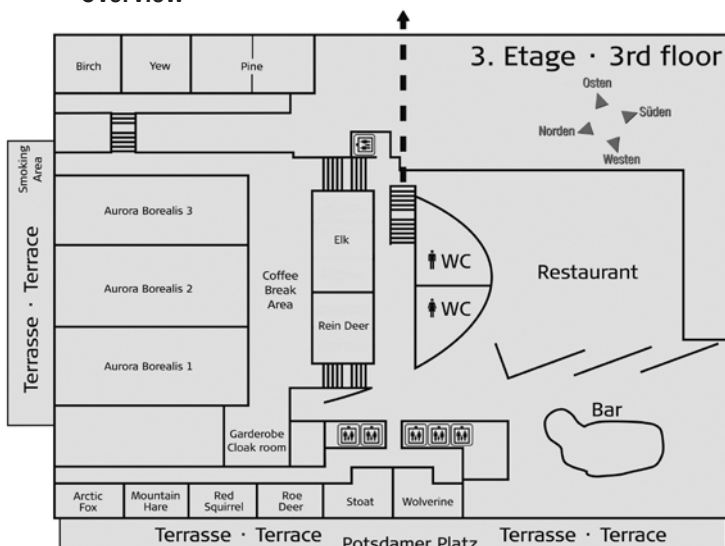 Overview
3. Etage · 3rd floor
Birch
Yew
Pine
Osten
Süden
Norden
Westen
Smoking
Area
Terrasse · Terrace
Aurora Borealis 3
Aurora Borealis 2
Aurora Borealis 1
Coffee
Break
Area
Elk
Rein Deer
WC
WC
Restaurant
Bar
Garderobe
Cloak room
Arctic
Fox
Mountain
Hare
Red
Squirrel
Roe
Deer
Stoat
Wolverine
Terrasse · Terrace
Potsdamer Platz
Terrasse · Terrace